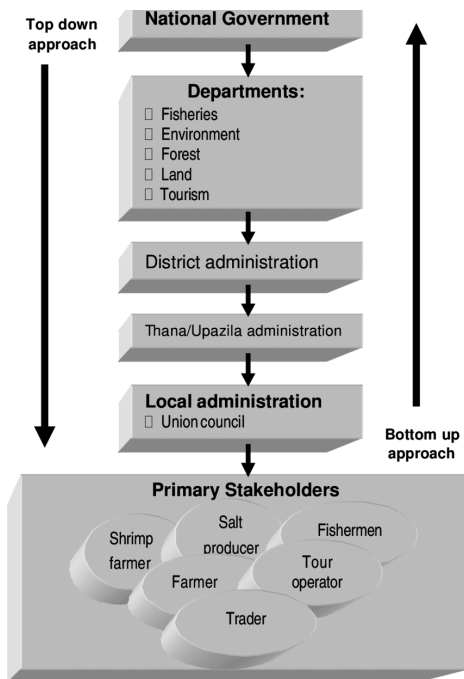 Top down
approach
National Government
Departments:
Fisheries
Environment
Forest
Land
Tourism
District administration
Thana/Upazila administration
Local administration
Union council
Bottom up
approach
Primary Stakeholders
Shrimp
farmer
Salt
producer
Fishermen
Farmer
Tour
operator
Trader